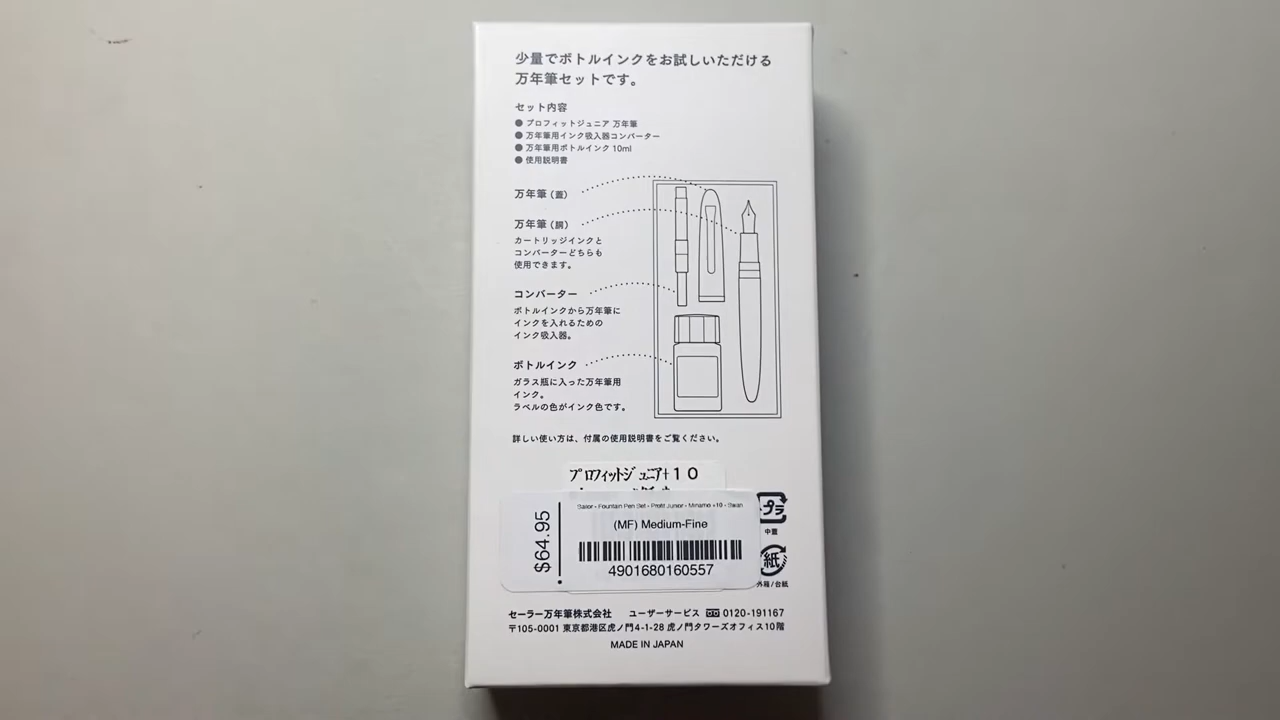 少量でボトルインクをお試しいただける
万年筆セットです。
セット内容
● プロフィットジュニア 万年筆
● 万年筆用インク吸入器コンバーター
● 万年筆用ボトルインク 10ml
● 使用説明書
万年筆（蓋）
万年筆（胴）
カートリッジインクと
コンバーターどちらも
使用できます。
コンバーター
ボトルインクから万年筆に
インクを入れるための
インク吸入器。
ボトルインク
ガラス瓶に入った万年筆用
インク。
ラベルの色がインク色です。
詳しい使い方は、付属の使用説明書をご覧ください。
プロフィットジュニア+10
Sailor - Fountain Pen Set - Profit Junior - +10 -
(MF) Medium-Fine
$64.95
4901680160557
プラ
中重
紙
外箱/台紙
セーラー万年筆株式会社 ユーザーサービス 0120-191167
〒105-0001 東京都港区虎ノ門4-1-28 虎ノ門タワーズオフィス10階
MADE IN JAPAN